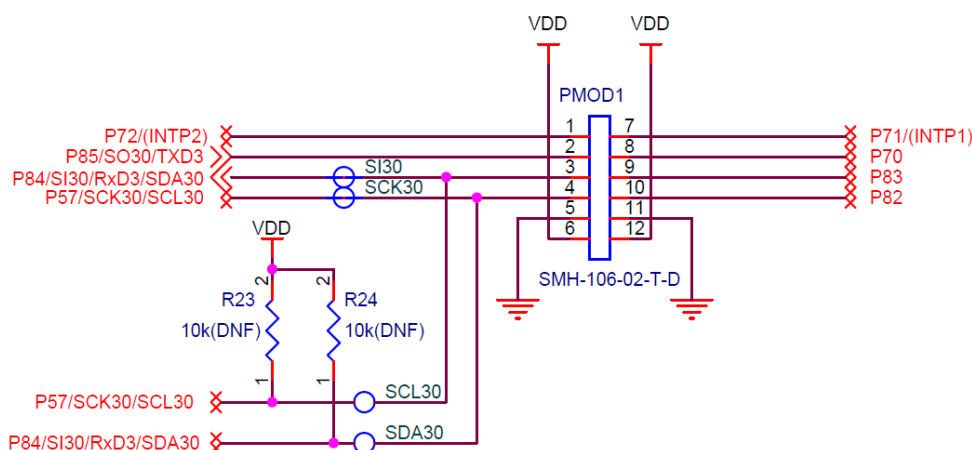 VDD VDD
PMOD1
P72/(INTP2) 1 7 P71/(INTP1)
P85/SO30/TXD3 2 8 P70
P84/SI30/RxD3/SDA30 SI30 3 9 P83
P57/SCK30/SCL30 SCK30 4 10 P82
5 11
6 12
VDD
SMH-106-02-T-D
2 2
R23 R24
10k(DNF) 10k(DNF)
1 1
P57/SCK30/SCL30 SCL30
P84/SI30/RxD3/SDA30 SDA30